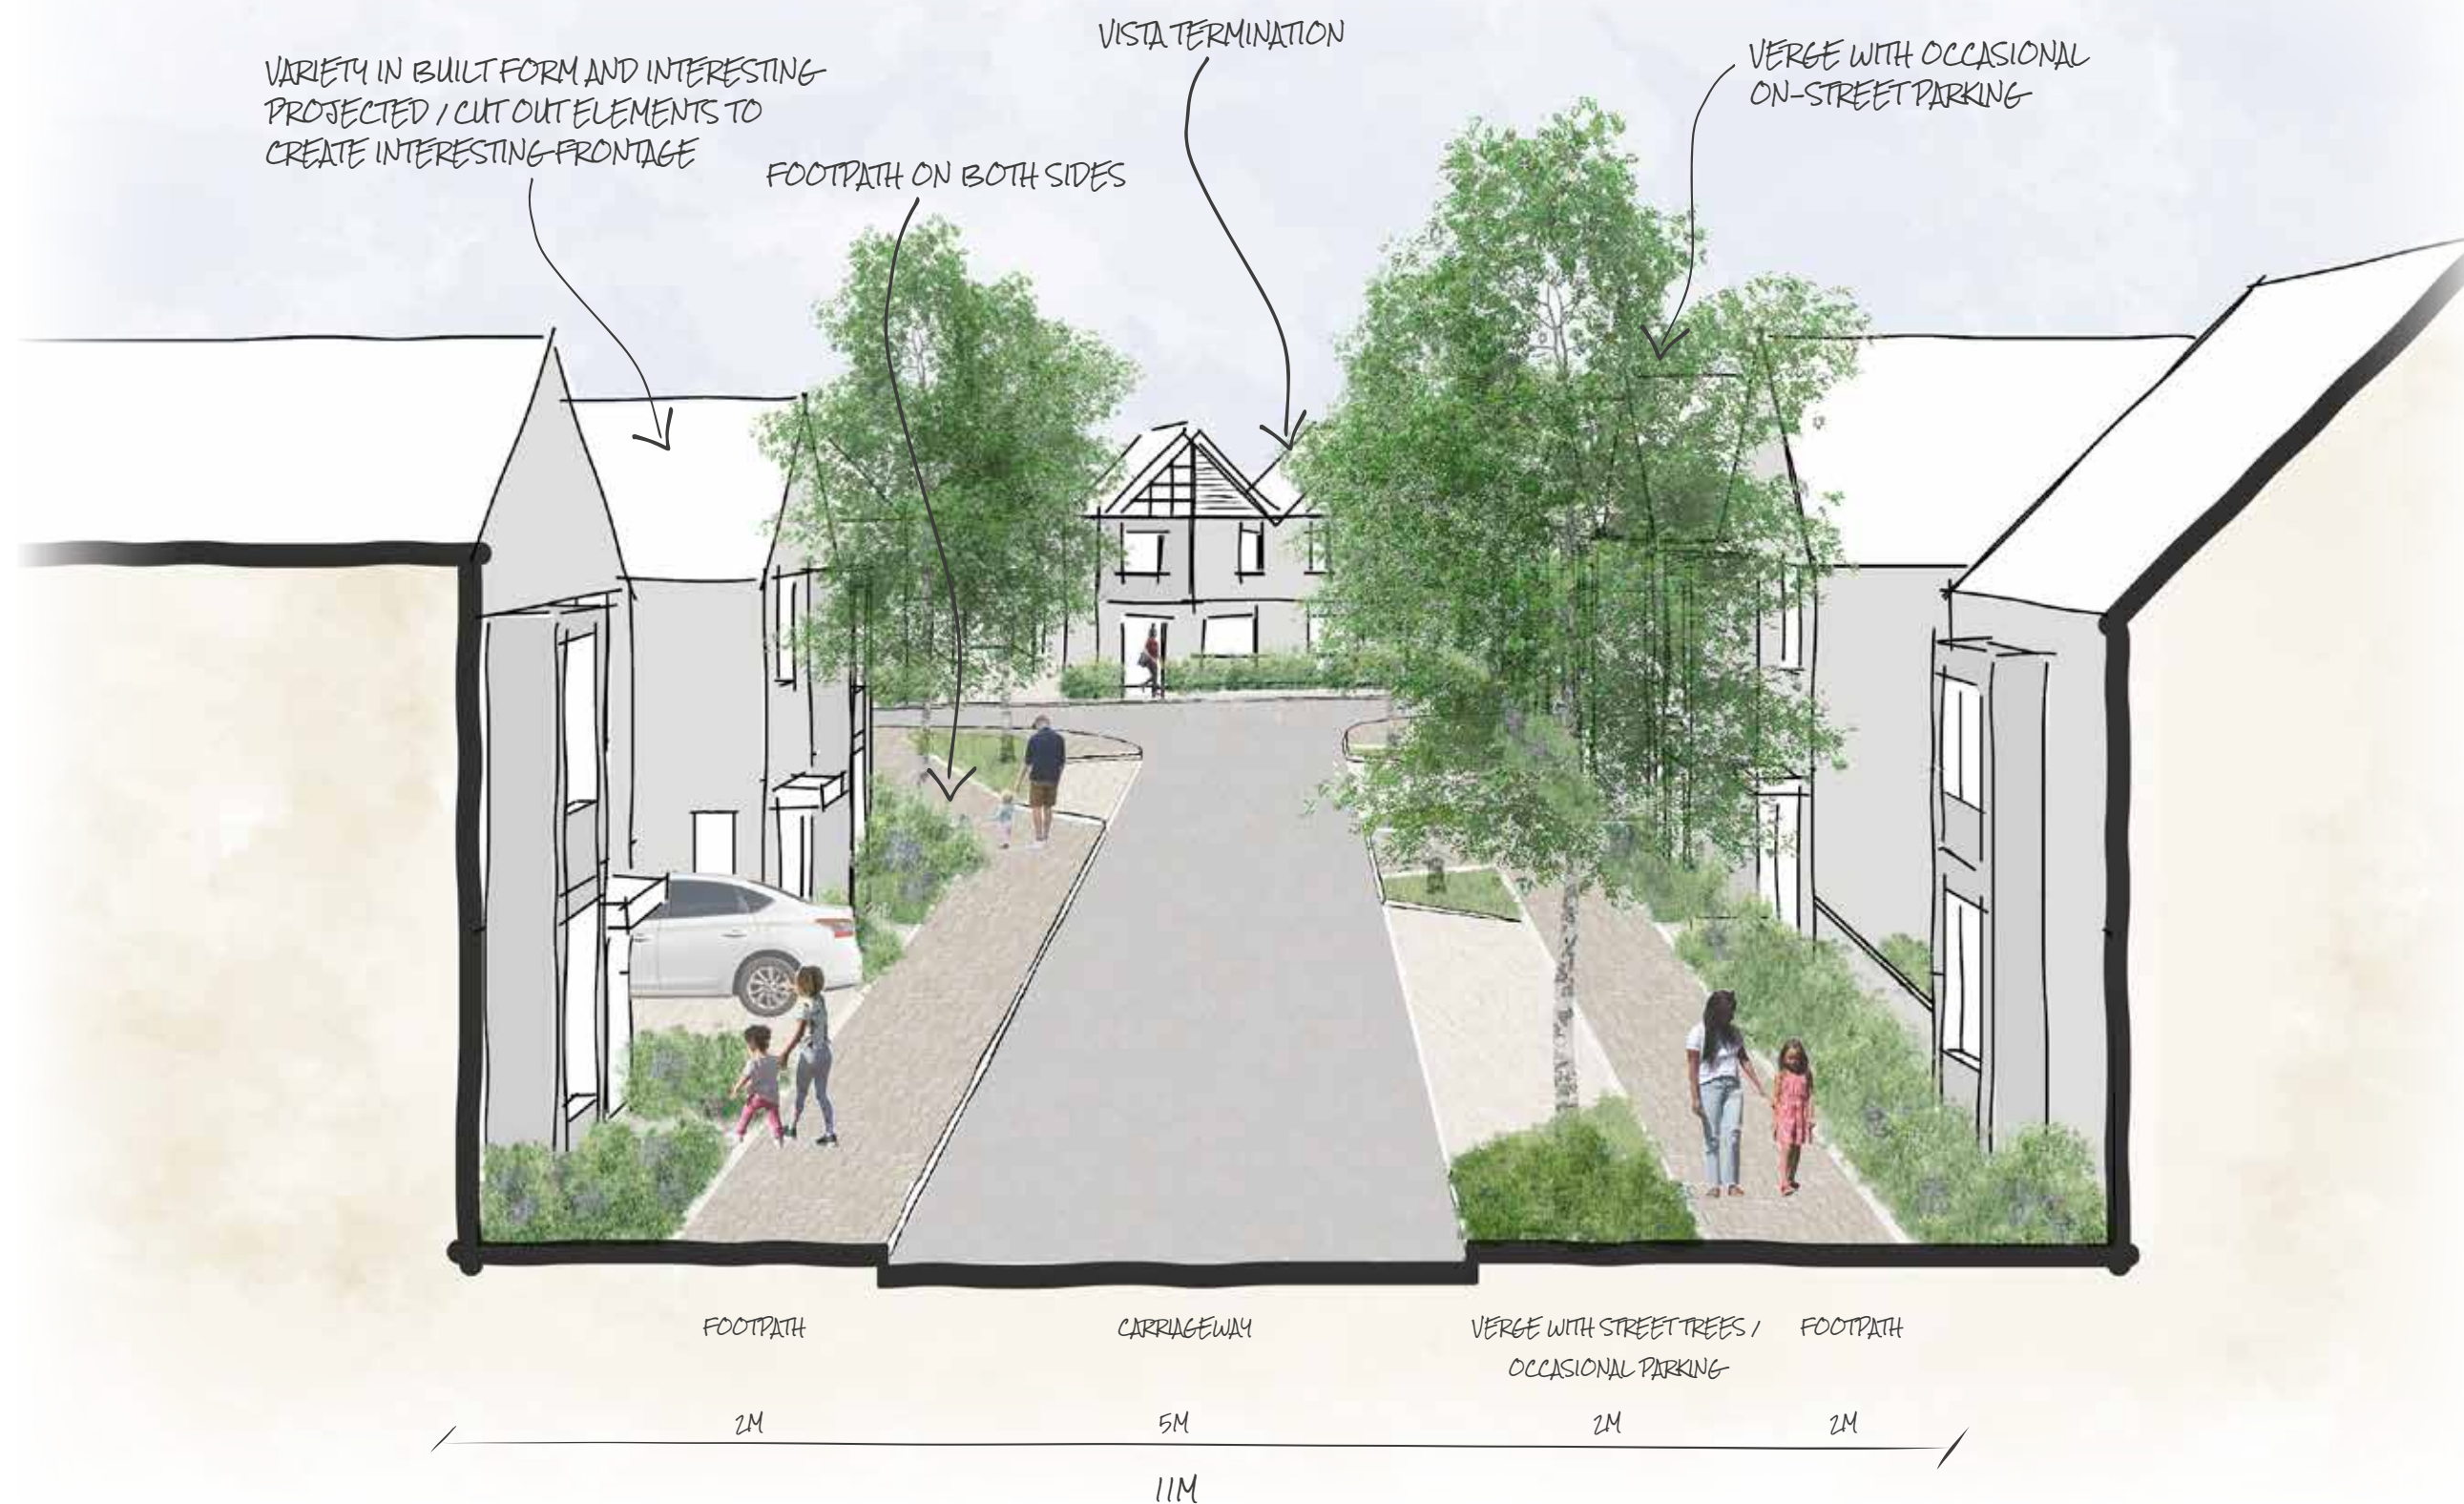 VISTA TERMINATION
VARIETY IN BUILT FORM AND INTERESTING
PROJECTED / CUT OUT ELEMENTS TO
CREATE INTERESTING FRONTAGE
VERGE WITH OCCASIONAL
ON-STREET PARKING
FOOTPATH ON BOTH SIDES
FOOTPATH
CARRIAGEWAY
VERGE WITH STREET TREES /
OCCASIONAL PARKING
FOOTPATH
2M
5M
2M
2M
11M